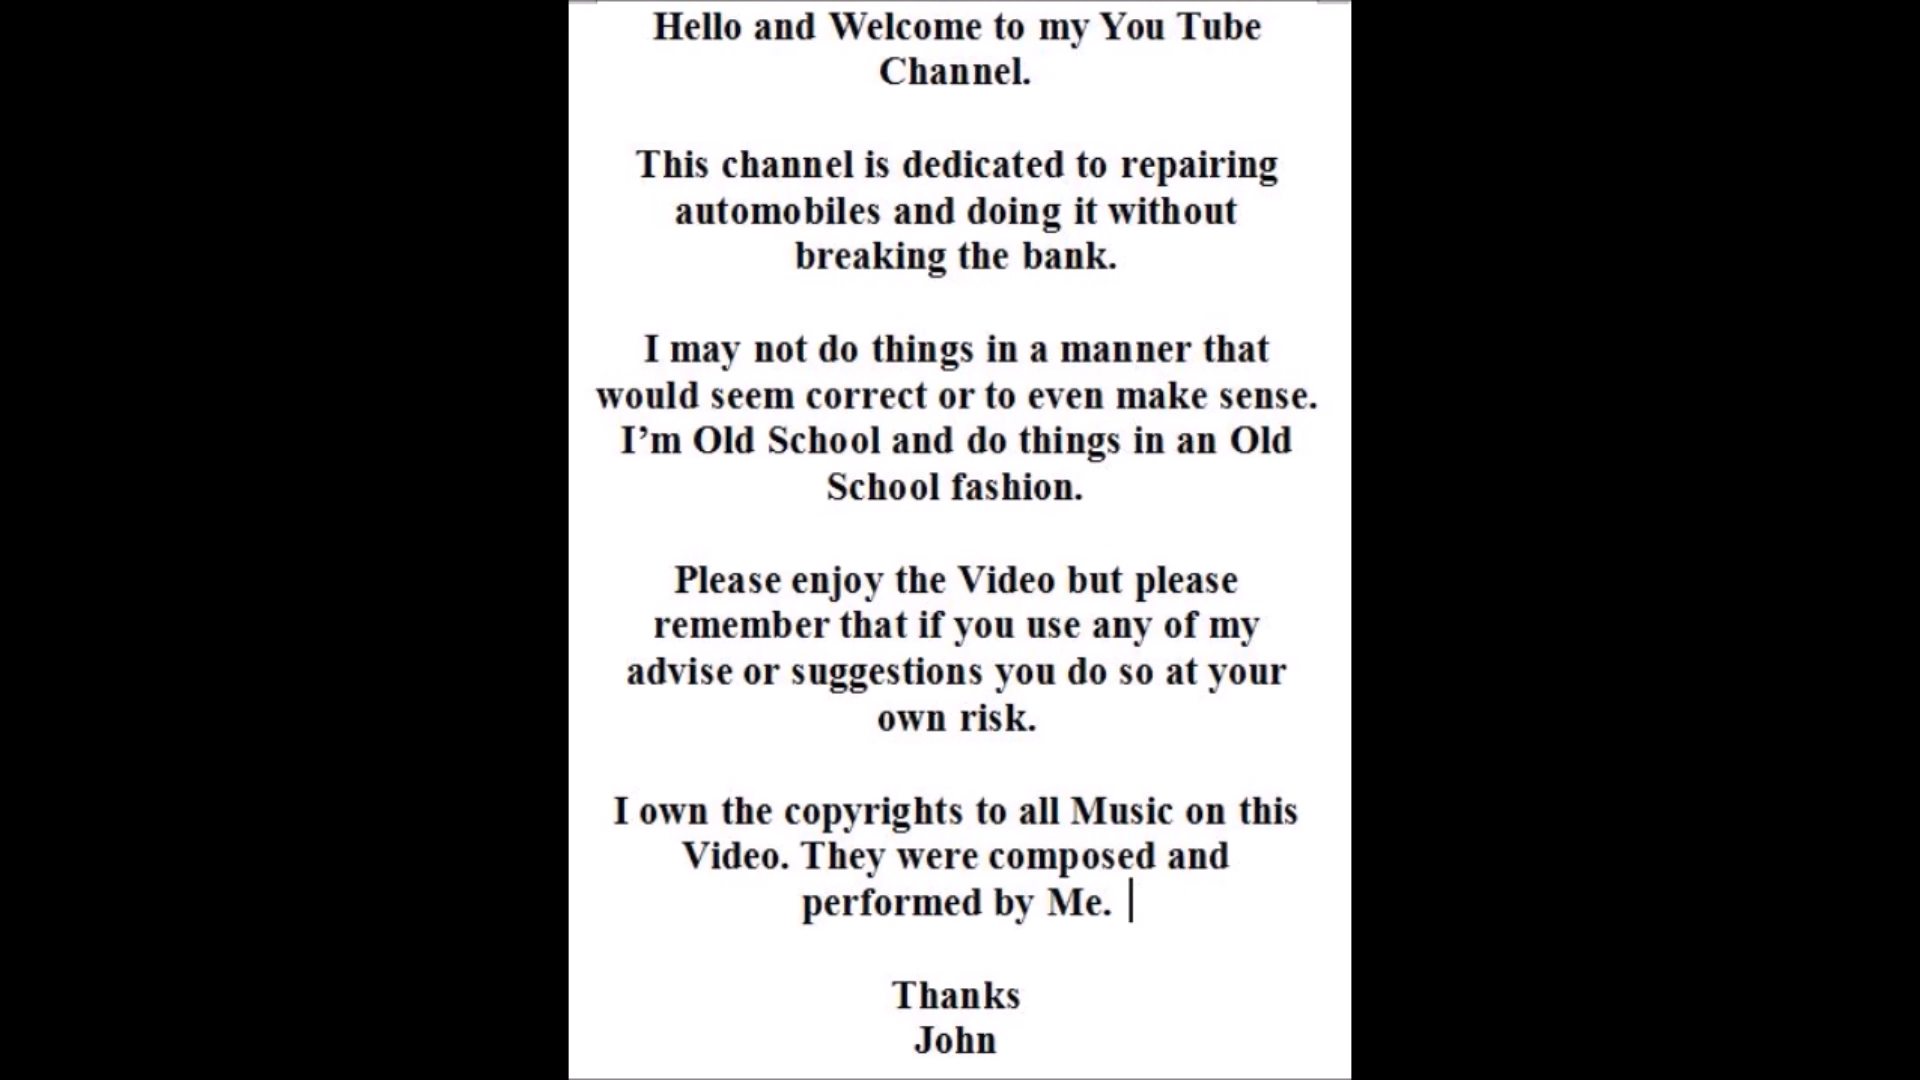 Hello and Welcome to my You Tube
Channel.
This channel is dedicated to repairing
automobiles and doing it without
breaking the bank.
I may not do things in a manner that
would seem correct or to even make sense.
I’m Old School and do things in an Old
School fashion.
Please enjoy the Video but please
remember that if you use any of my
advise or suggestions you do so at your
own risk.
I own the copyrights to all Music on this
Video. They were composed and
performed by Me.
Thanks
John